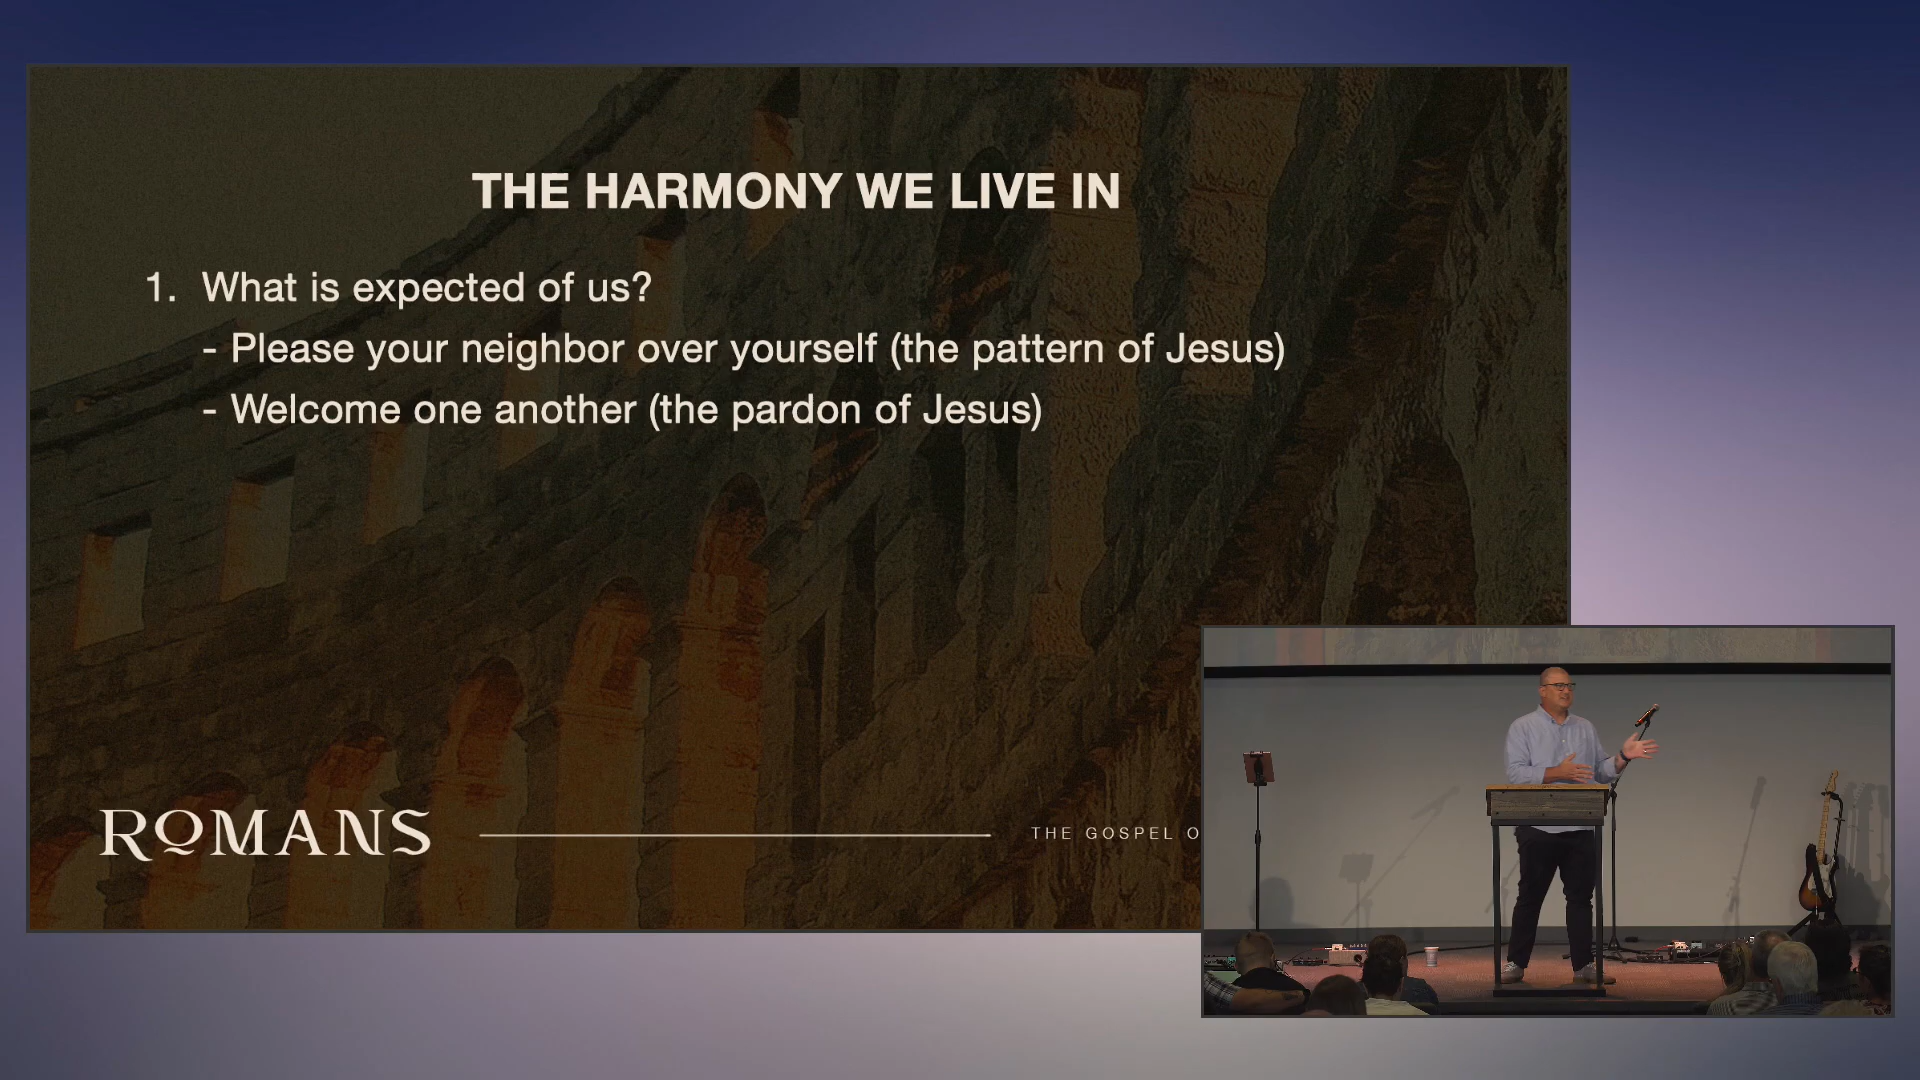 THE HARMONY WE LIVE IN
1. What is expected of us?
- Please your neighbor over yourself (the pattern of Jesus)
- Welcome one another (the pardon of Jesus)
ROMANS
THE GOSPEL